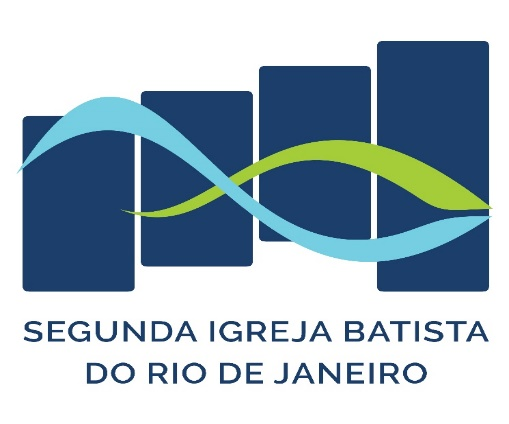 SEGUNDA IGREJA BATISTA
DO RIO DE JANEIRO